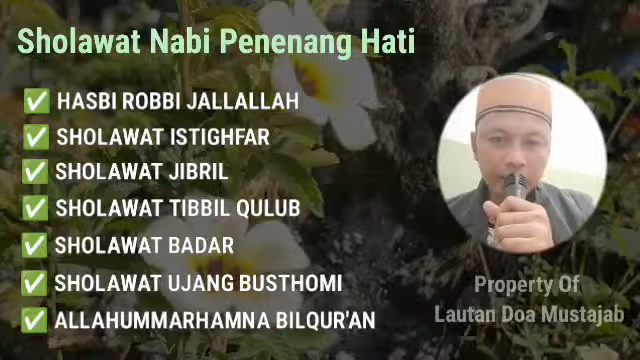 Sholawat Nabi Penenang Hati
✅ HASBI ROBBI JALLALLAH
✅ SHOLAWAT ISTIGHFAR
✅ SHOLAWAT JIBRIL
✅ SHOLAWAT TIBBIL QULUB
✅ SHOLAWAT BADAR
✅ SHOLAWAT UJANG BUSTHOMI
✅ ALLAHUMMARHAMNA BILQUR'AN
Property Of
Lautan Doa Mustajab